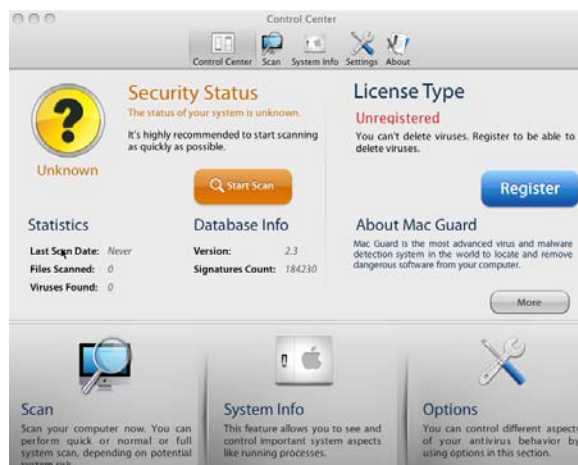 Control Center
Control Center Scan System Info Settings About
Security Status
The status of your system is unknown.
It's highly recommended to start scanning
as quickly as possible.
Unknown
Start Scan
License Type
Unregistered
You can't delete viruses. Register to be able to
delete viruses.
Register
Statistics
Last Scan Date: Never
Files Scanned: 0
Viruses Found: 0
Database Info
Version: 2.3
Signatures Count: 184230
About Mac Guard
Mac Guard is the most advanced virus and malware
detection system in the world to locate and remove
dangerous software from your computer.
More
Scan
Scan your computer now. You can
perform quick or normal or full
system scan, depending on potential
system risk.
System Info
This feature allows you to see and
control important system aspects
like running processes.
Options
You can control different aspects
of your antivirus behavior by
using options in this section.